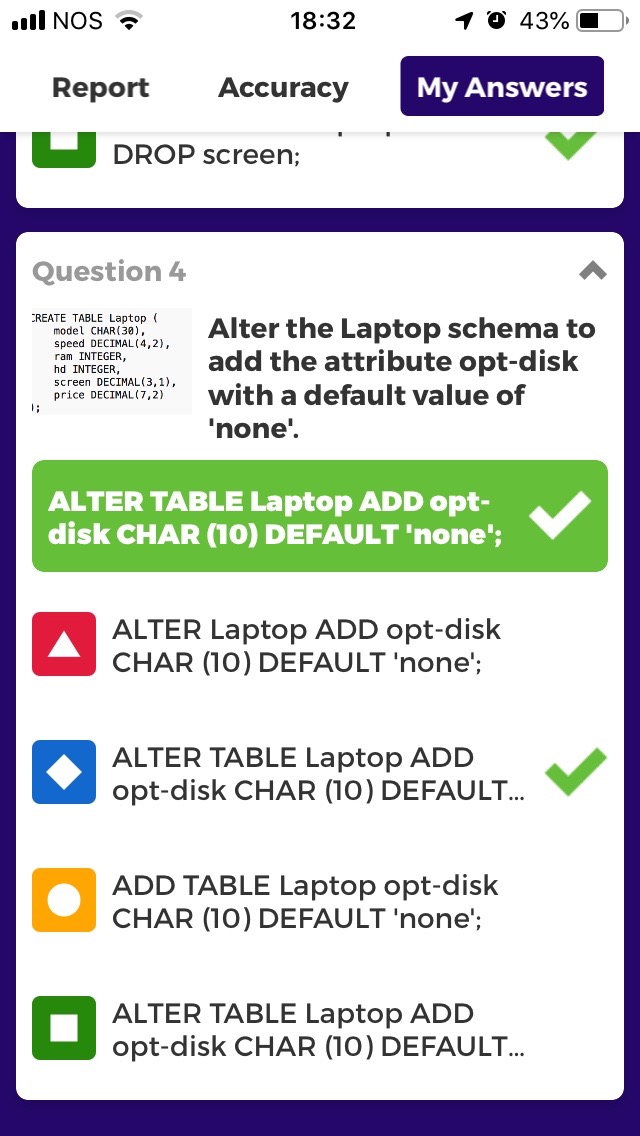 NOS 18:32 43%
Report Accuracy My Answers
DROP screen;
Question 4
CREATE TABLE Laptop (
model CHAR(30),
speed DECIMAL(4,2),
ram INTEGER,
hd INTEGER,
screen DECIMAL(3,1),
price DECIMAL(7,2)
);
Alter the Laptop schema to
add the attribute opt-disk
with a default value of
'none'.
ALTER TABLE Laptop ADD opt-
disk CHAR (10) DEFAULT 'none';
ALTER Laptop ADD opt-disk
CHAR (10) DEFAULT 'none';
ALTER TABLE Laptop ADD
opt-disk CHAR (10) DEFAULT...
ADD TABLE Laptop opt-disk
CHAR (10) DEFAULT 'none';
ALTER TABLE Laptop ADD
opt-disk CHAR (10) DEFAULT...